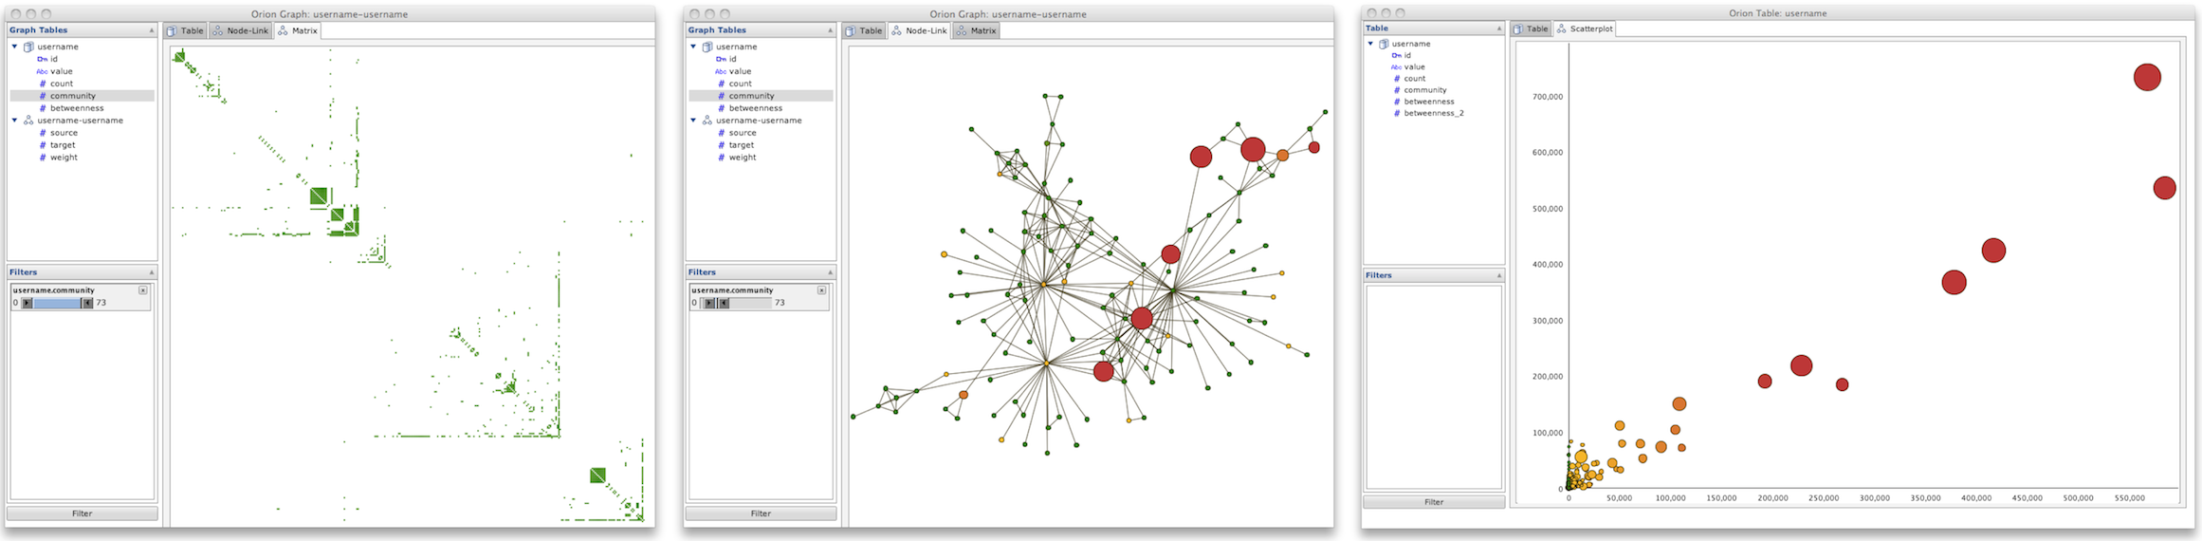 Orion Graph: username-username
Graph Tables
Table
Node-Link
Matrix
username
id
Abc value
# count
# community
# betweenness
username-username
# source
# target
# weight
Filters
username.community
0 73
Filter
Orion Graph: username-username
Graph Tables
Table
Node-Link
Matrix
username
id
Abc value
# count
# community
# betweenness
username-username
# source
# target
# weight
Filters
username.community
0 73
Filter
Orion Table: username
Table
Table
Scatterplot
username
id
Abc value
# count
# community
# betweenness
# betweenness_2
Filters
Filter
700,000
600,000
500,000
400,000
300,000
200,000
100,000
0
0 50,000 100,000 150,000 200,000 250,000 300,000 350,000 400,000 450,000 500,000 550,000